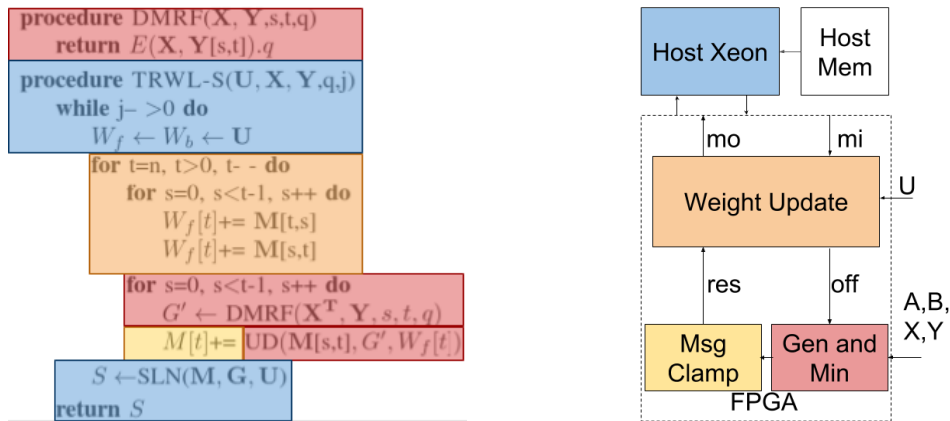 procedure DMRF(X, Y,s,t,q)
return E(X, Y[s,t]).q
procedure TRWL-S(U, X, Y,q,j)
while j– >0 do
W_f ← W_b ← U
for t=n, t>0, t- - do
for s=0, s<t-1, s++ do
W_f[t]+= M[t,s]
W_f[t]+= M[s,t]
for s=0, s<t-1, s++ do
G′ ← DMRF(X^T, Y, s, t, q)
M[t]+= UD(M[s,t], G′, W_f[t])
S ←SLN(M, G, U)
return S
Host Xeon
Host
Mem
mo
mi
Weight Update
U
res
off
A,B,
X,Y
Msg
Clamp
Gen and
Min
FPGA